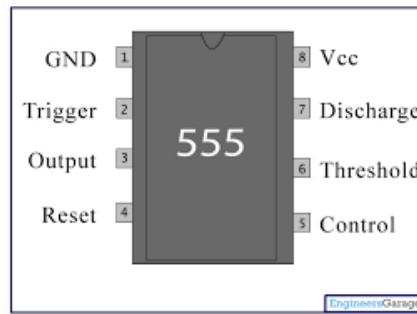 GND 1 8 Vcc
Trigger 2 7 Discharge
555
Output 3 6 Threshold
Reset 4 5 Control
EngineersGarage